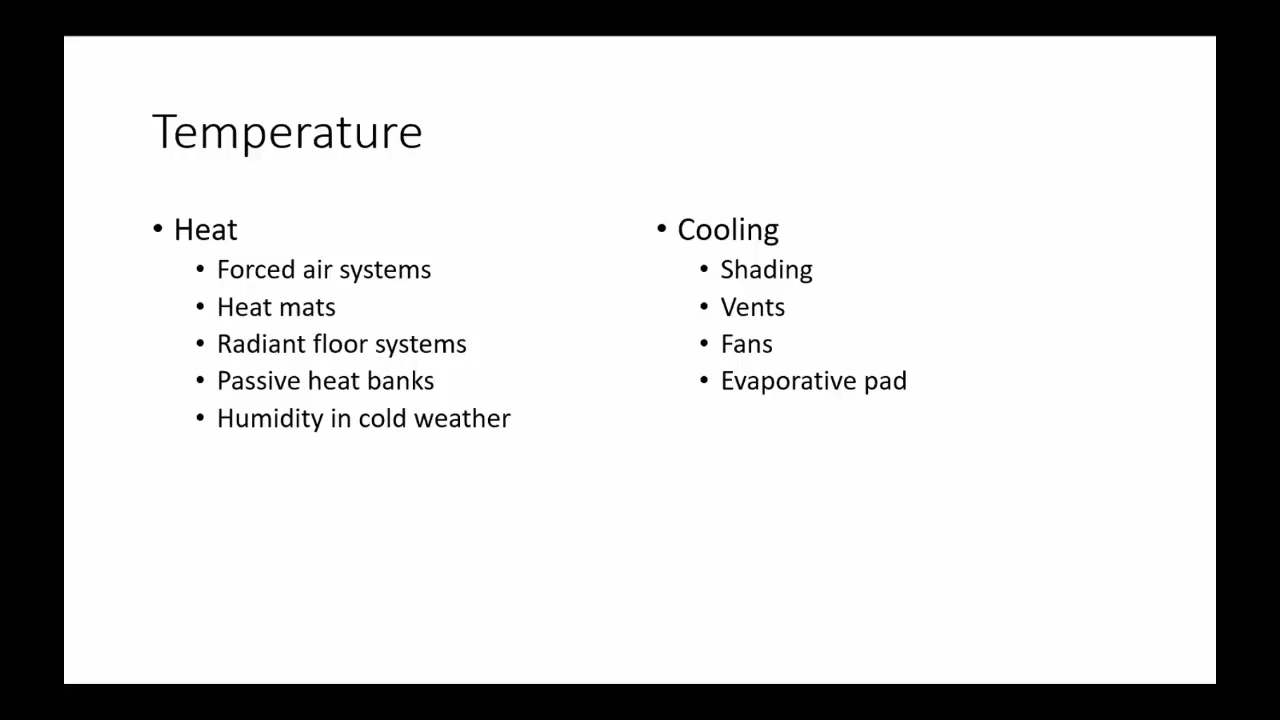 Temperature
• Heat
• Forced air systems
• Heat mats
• Radiant floor systems
• Passive heat banks
• Humidity in cold weather
• Cooling
• Shading
• Vents
• Fans
• Evaporative pad